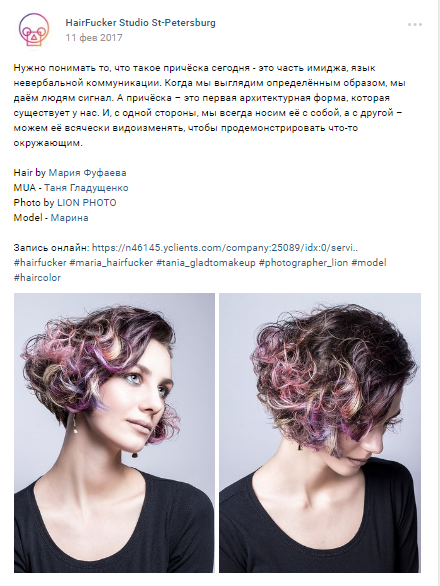 HairFucker Studio St-Petersburg
11 фев 2017
Нужно понимать то, что такое причёска сегодня - это часть имиджа, язык
невербальной коммуникации. Когда мы выглядим определённым образом, мы
даём людям сигнал. А причёска – это первая архитектурная форма, которая
существует у нас. И, с одной стороны, мы всегда носим её с собой, а с другой –
можем её всячески видоизменять, чтобы продемонстрировать что-то
окружающим.
Hair by Мария Фуфаева
MUA - Таня Гладущенко
Photo by LION PHOTO
Model - Марина
Запись онлайн: https://n46145.yclients.com/company:25089/idx:0/servi..
#hairfucker #maria_hairfucker #tania_gladtomakeup #photographer_lion #model
#haircolor